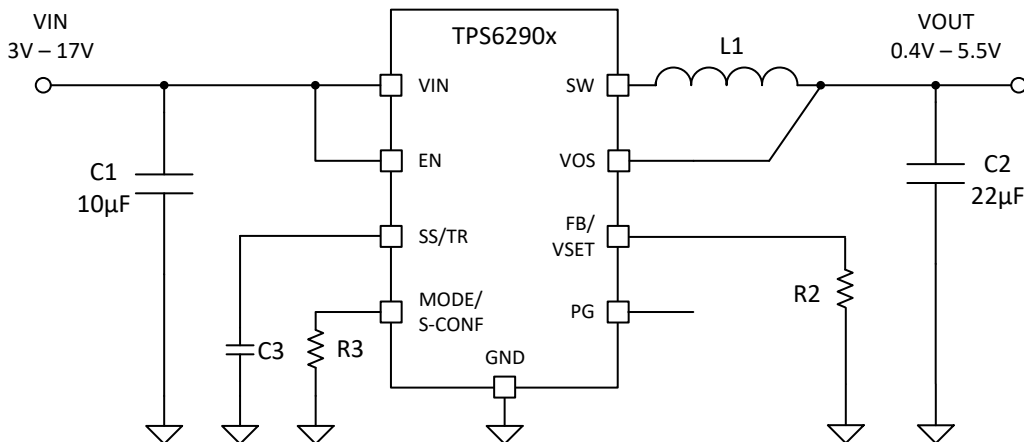 VIN
3V – 17V
TPS6290x
L1
VOUT
0.4V – 5.5V
VIN
SW
EN
VOS
C1
10µF
C2
22µF
SS/TR
FB/
VSET
R2
MODE/
S-CONF
PG
C3
R3
GND